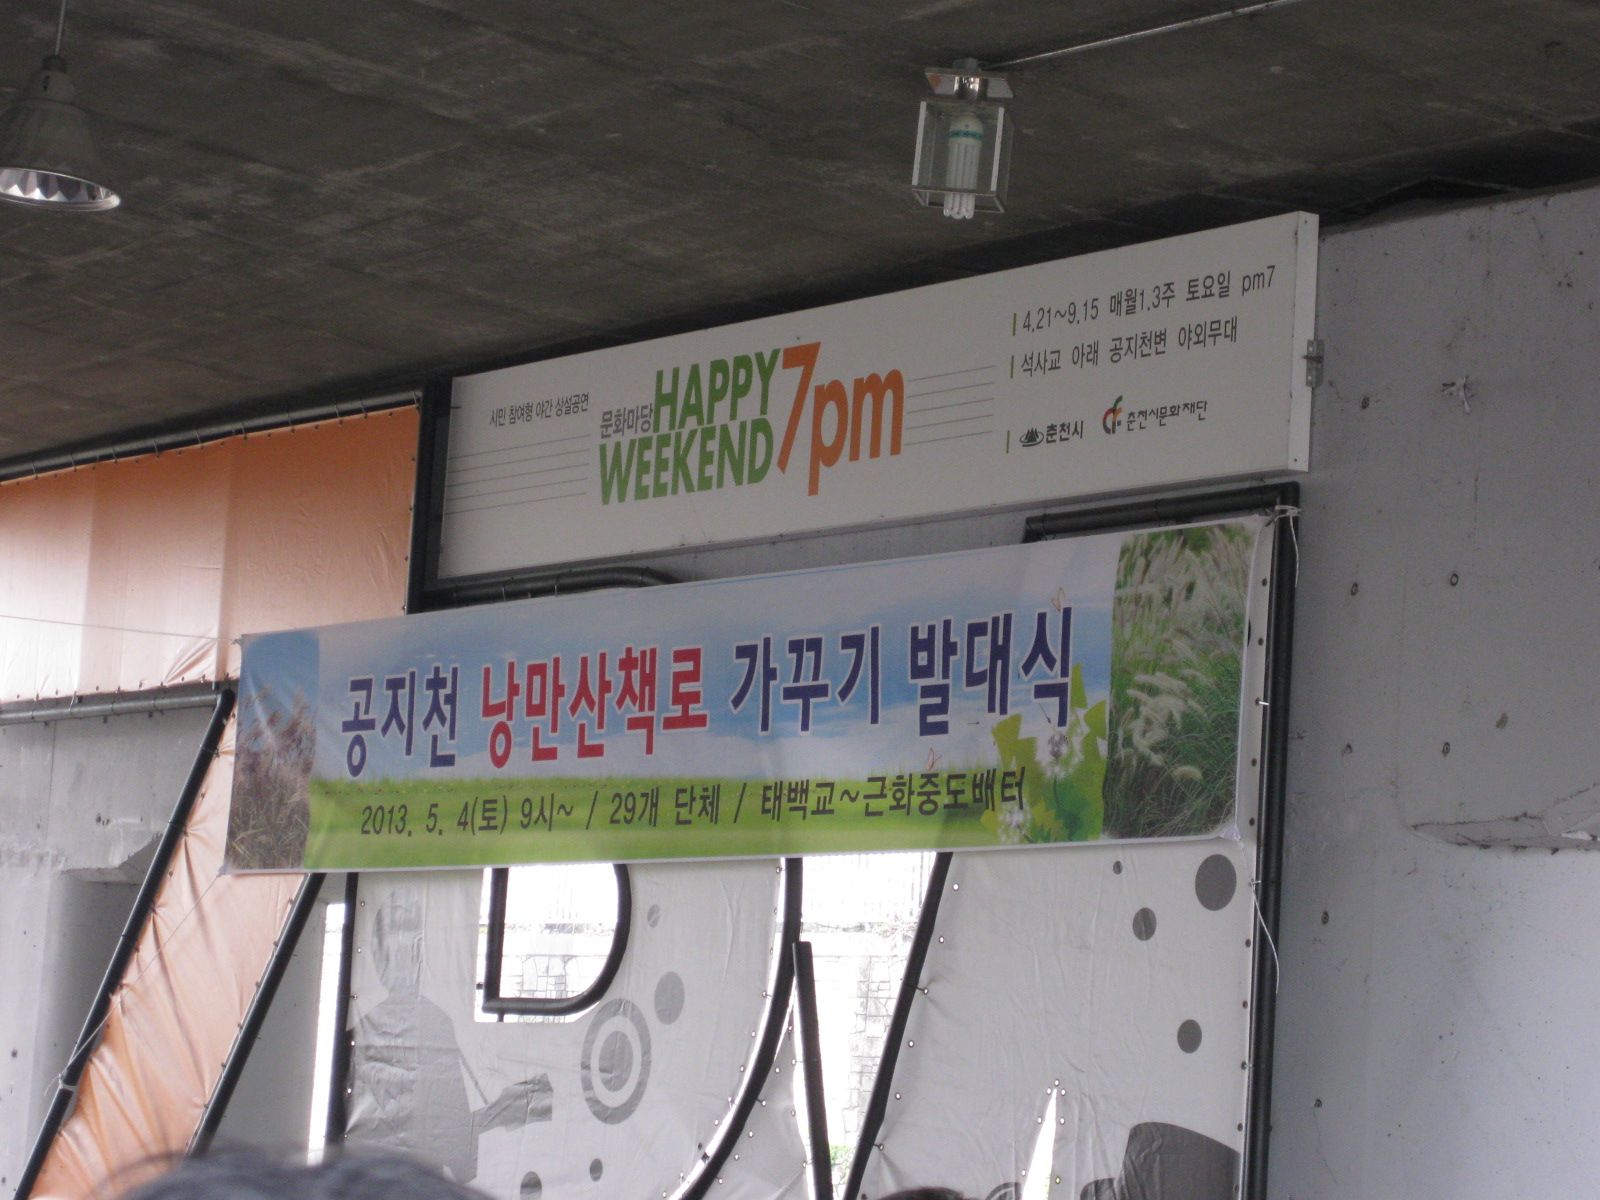 시민 참여형 야간 상설공연
문화마당 HAPPY
WEEKEND 7pm
4.21~9.15 매월1.3주 토요일 pm7
석사교 아래 공지천변 야외무대
춘천시 춘천시문화재단
공지천 낭만산책로 가꾸기 발대식
2013. 5. 4(토) 9시~ / 29개 단체 / 태백교~근화중도배터